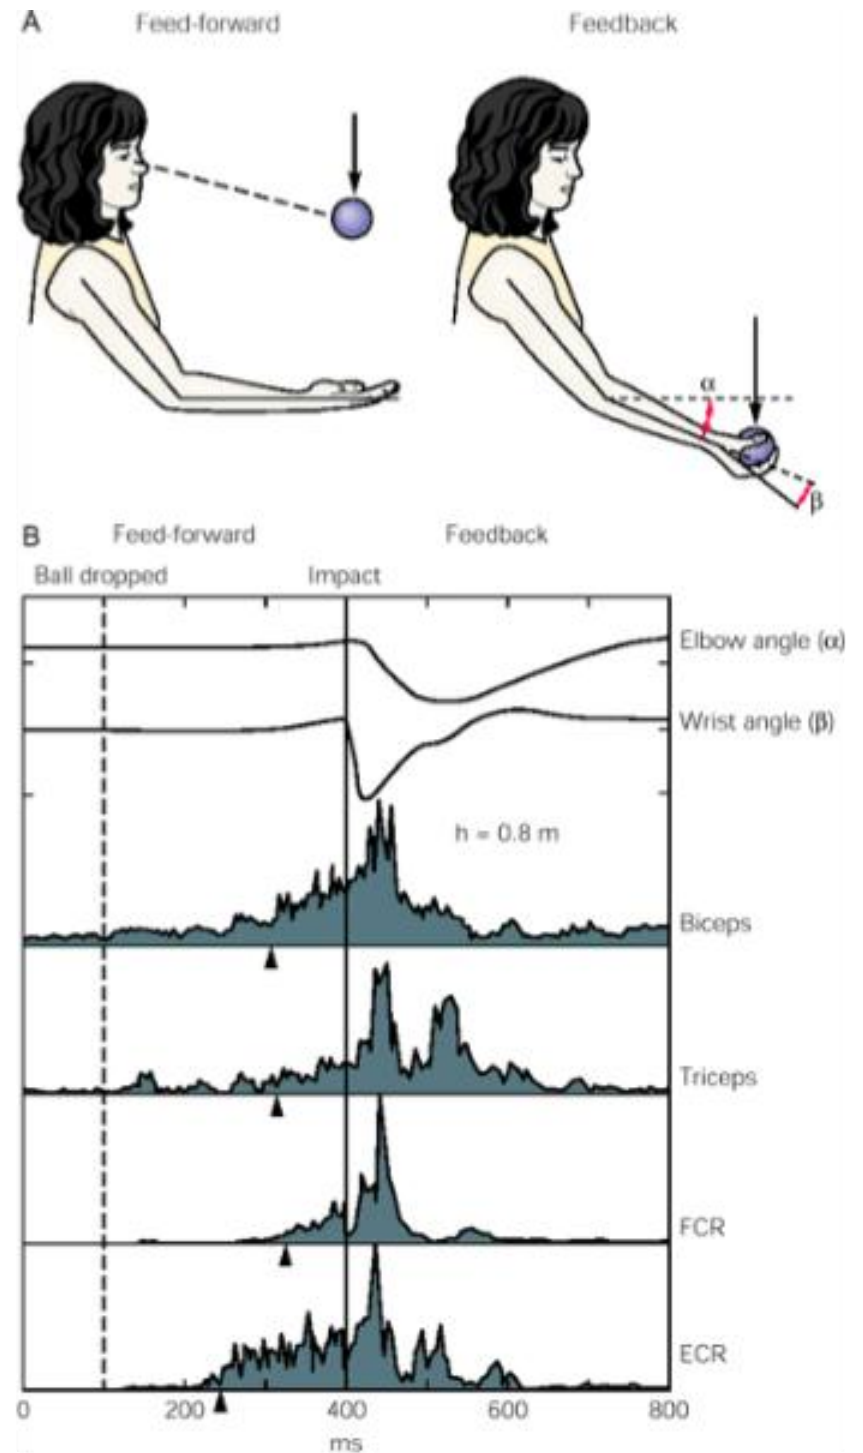 A Feed-forward Feedback
α
β
B Feed-forward Feedback
Ball dropped Impact
Elbow angle (α)
Wrist angle (β)
h = 0.8 m
Biceps
Triceps
FCR
ECR
0 200 400 600 800
ms